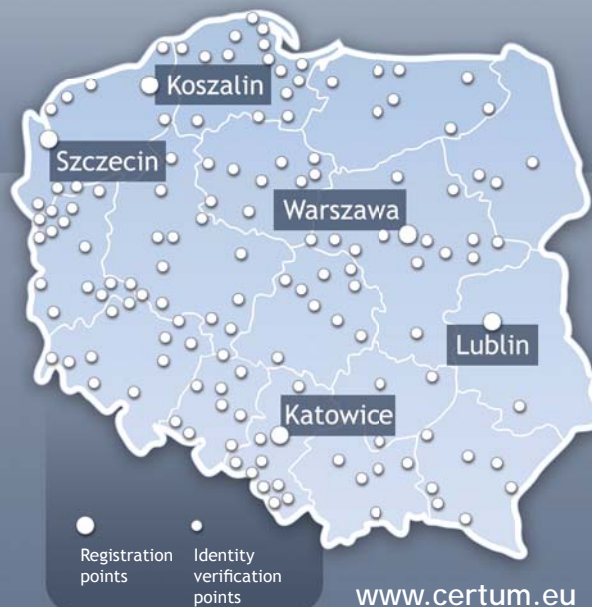 Koszalin
Szczecin
Warszawa
Lublin
Katowice
Registration
points
Identity
verification
points
www.certum.eu